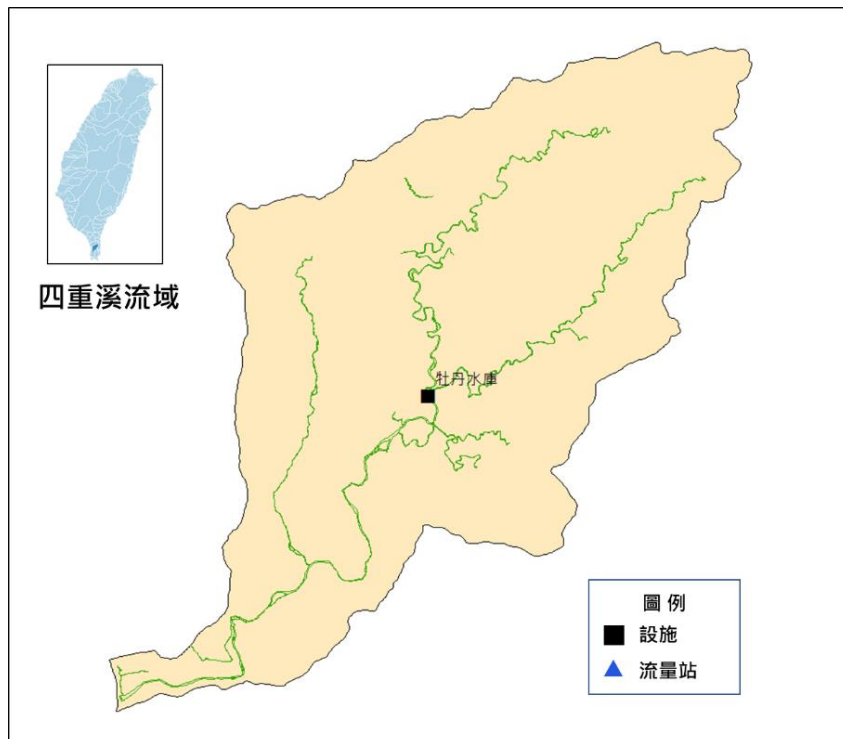 四重溪流域
牡丹水庫
圖例
設施
流量站